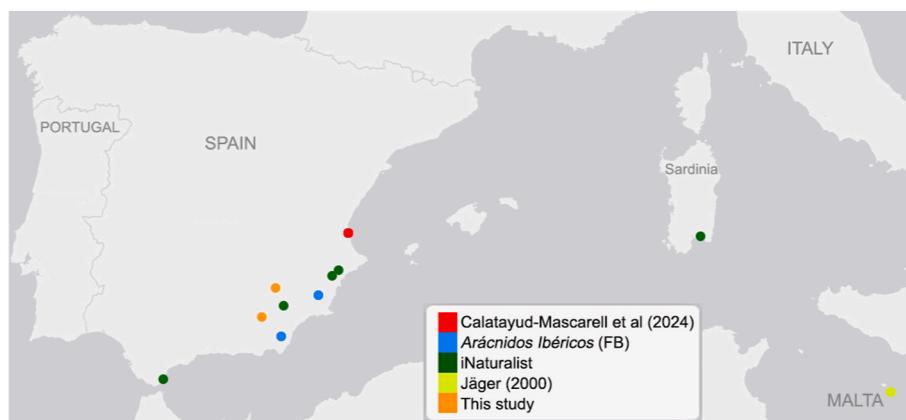 ITALY
PORTUGAL
SPAIN
Sardinia
Calatayud-Mascarell et al (2024)
Arácnidos Ibéricos (FB)
iNaturalist
Jäger (2000)
This study
MALTA